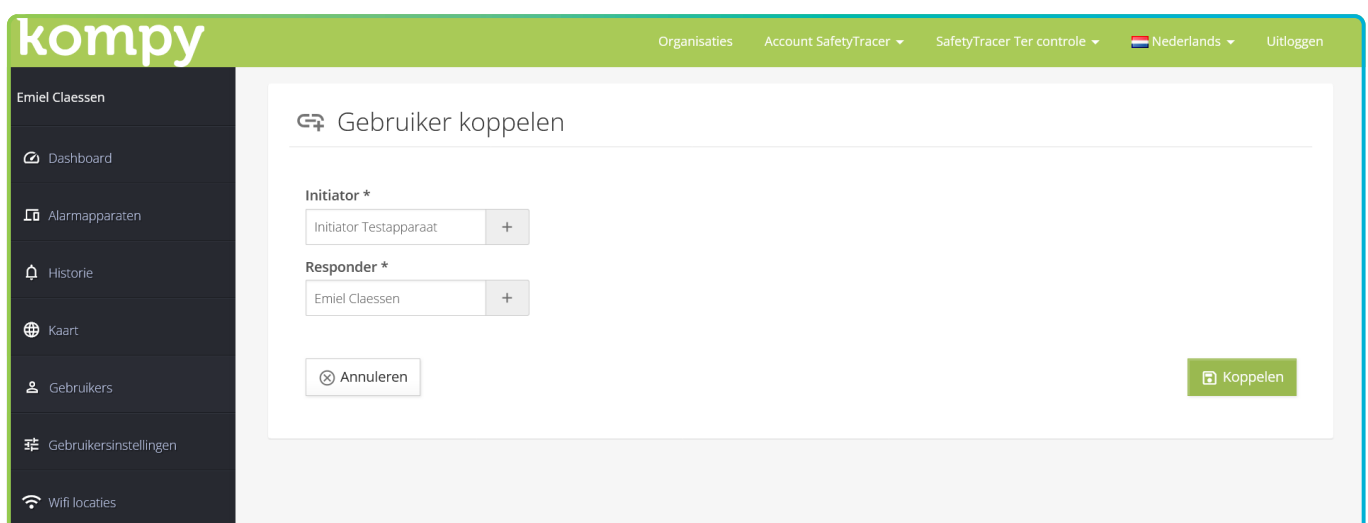 kompy
Organisaties Account SafetyTracer SafetyTracer Ter controle Nederlands Uitloggen
Emiel Claessen
Dashboard
Alarmapparaten
Historie
Kaart
Gebruikers
Gebruikersinstellingen
Wifi locaties
Gebruiker koppelen
Initiator *
Initiator Testapparaat +
Responder *
Emiel Claessen +
Annuleren Koppelen